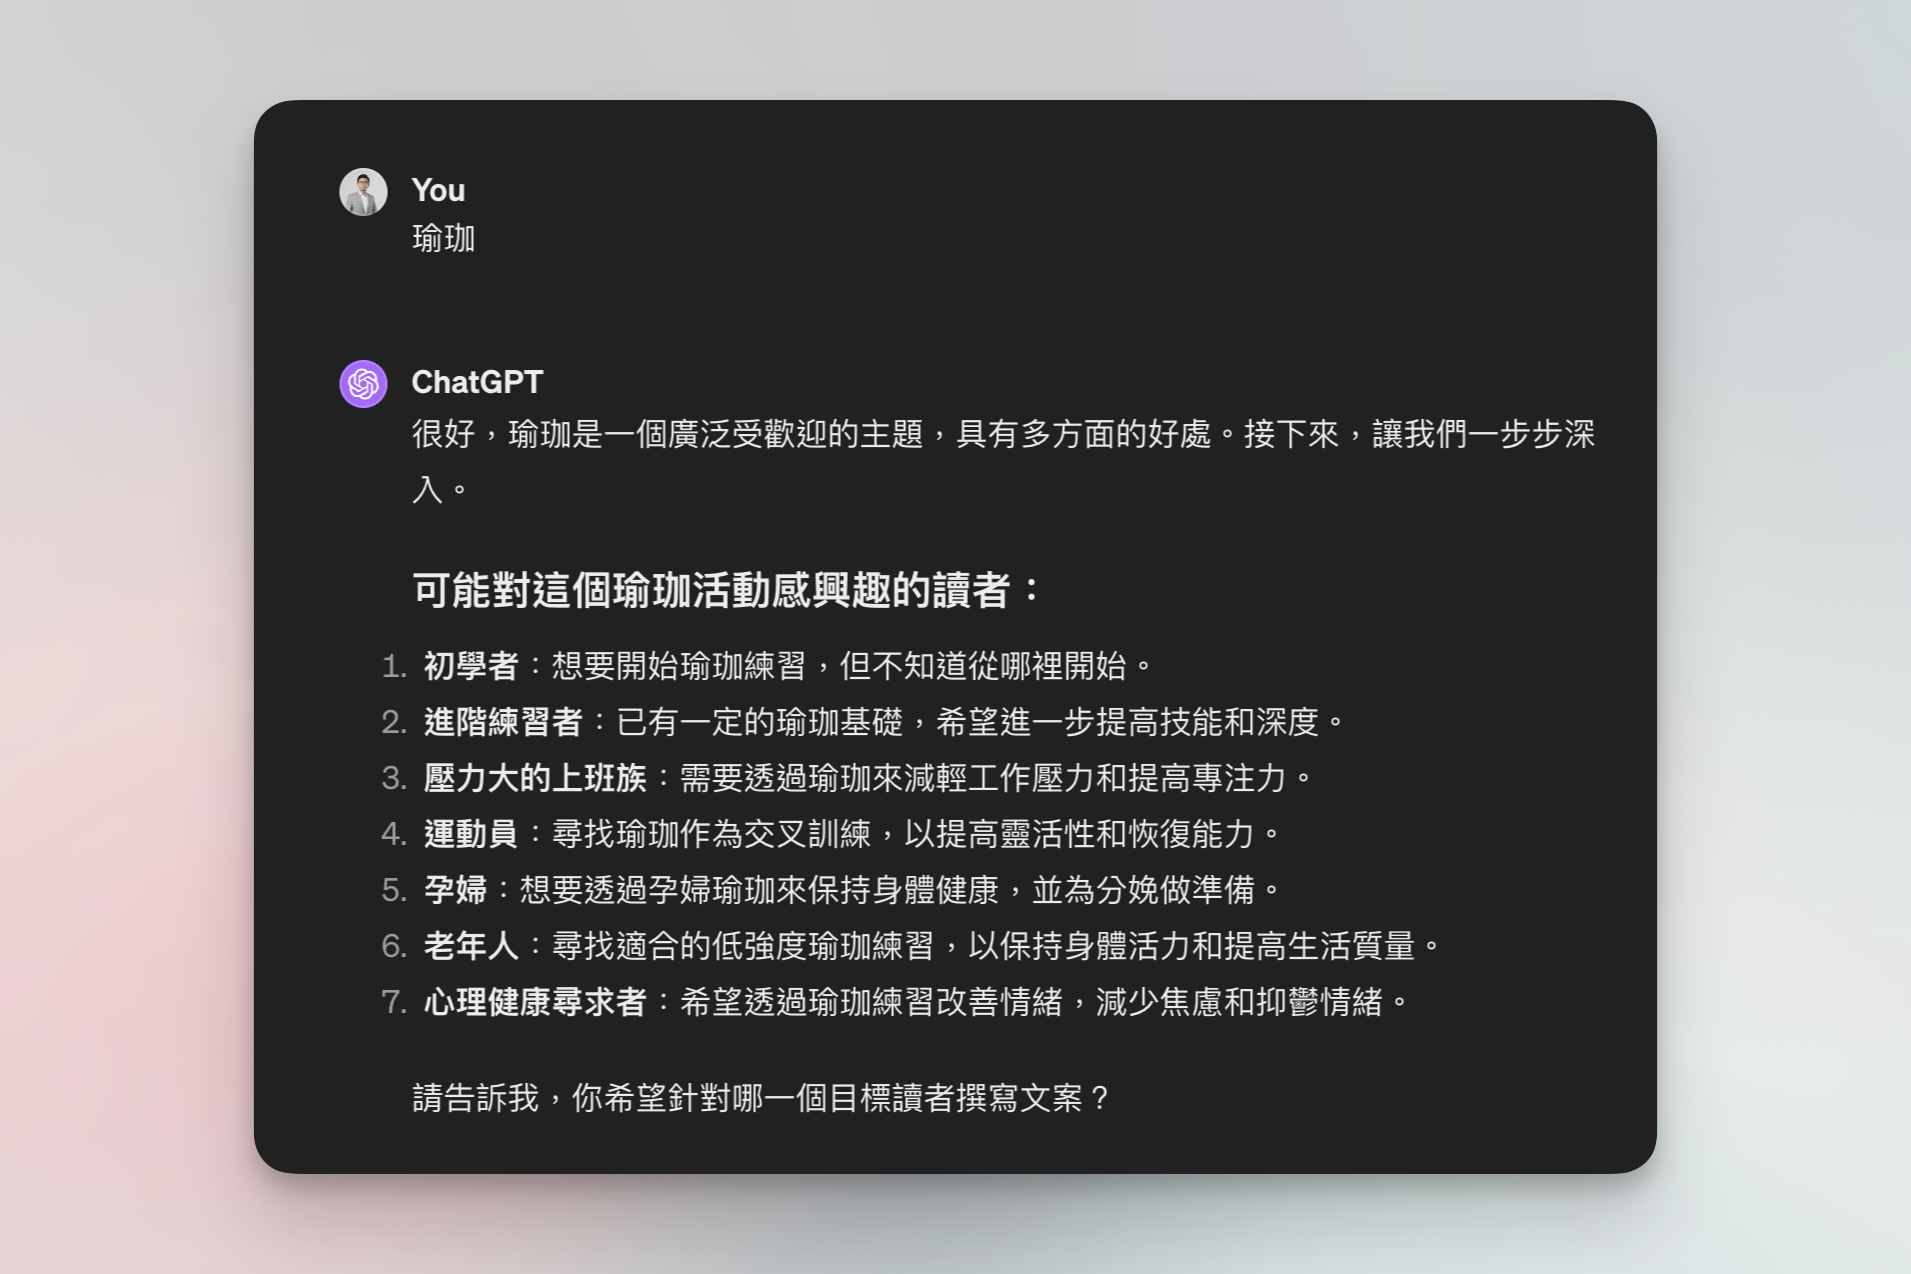 You
瑜珈
ChatGPT
很好，瑜珈是一個廣泛受歡迎的主題，具有多方面的好處。接下來，讓我們一步步深
入。
可能對這個瑜珈活動感興趣的讀者：
1. 初學者：想要開始瑜珈練習，但不知道從哪裡開始。
2. 進階練習者：已有一定的瑜珈基礎，希望進一步提高技能和深度。
3. 壓力大的上班族：需要透過瑜珈來減輕工作壓力和提高專注力。
4. 運動員：尋找瑜珈作為交叉訓練，以提高靈活性和恢復能力。
5. 孕婦：想要透過孕婦瑜珈來保持身體健康，並為分娩做準備。
6. 老年人：尋找適合的低強度瑜珈練習，以保持身體活力和提高生活質量。
7. 心理健康尋求者：希望透過瑜珈練習改善情緒，減少焦慮和抑鬱情緒。
請告訴我，你希望針對哪一個目標讀者撰寫文案？